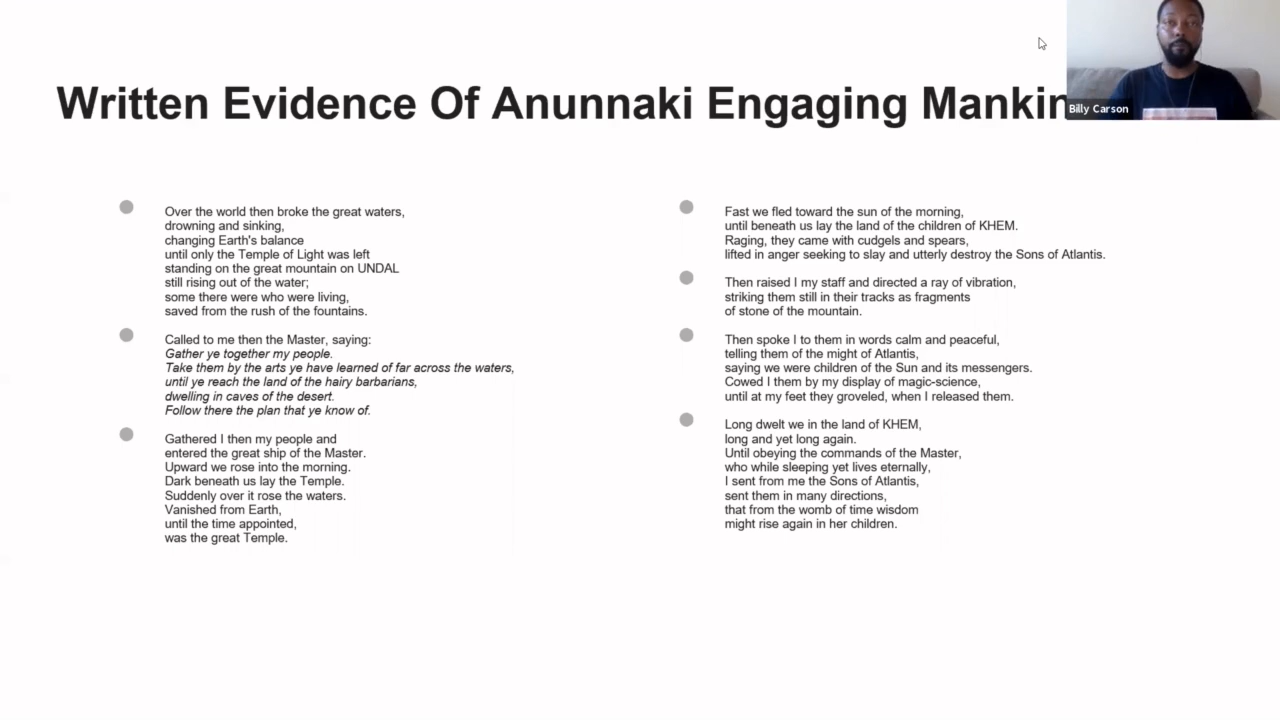 Written Evidence Of Anunnaki Engaging Mankin
Billy Carson
Over the world then broke the great waters,
drowning and sinking,
changing Earth's balance
until only the Temple of Light was left
standing on the great mountain on UNDAL
still rising out of the water;
some there were who were living,
saved from the rush of the fountains.
Called to me then the Master, saying:
Gather ye together my people.
Take them by the arts ye have learned of far across the waters,
until ye reach the land of the hairy barbarians,
dwelling in caves of the desert.
Follow there the plan that ye know of.
Gathered I then my people and
entered the great ship of the Master.
Upward we rose into the morning.
Dark beneath us lay the Temple.
Suddenly over it rose the waters.
Vanished from Earth,
until the time appointed,
was the great Temple.
Fast we fled toward the sun of the morning,
until beneath us lay the land of the children of KHEM.
Raging, they came with cudgels and spears,
lifted in anger seeking to slay and utterly destroy the Sons of Atlantis.
Then raised I my staff and directed a ray of vibration,
striking them still in their tracks as fragments
of stone of the mountain.
Then spoke I to them in words calm and peaceful,
telling them of the might of Atlantis,
saying we were children of the Sun and its messengers.
Cowed I them by my display of magic-science,
until at my feet they groveled, when I released them.
Long dwelt we in the land of KHEM,
long and yet long again.
Until obeying the commands of the Master,
who while sleeping yet lives eternally,
I sent from me the Sons of Atlantis,
sent them in many directions,
that from the womb of time wisdom
might rise again in her children.